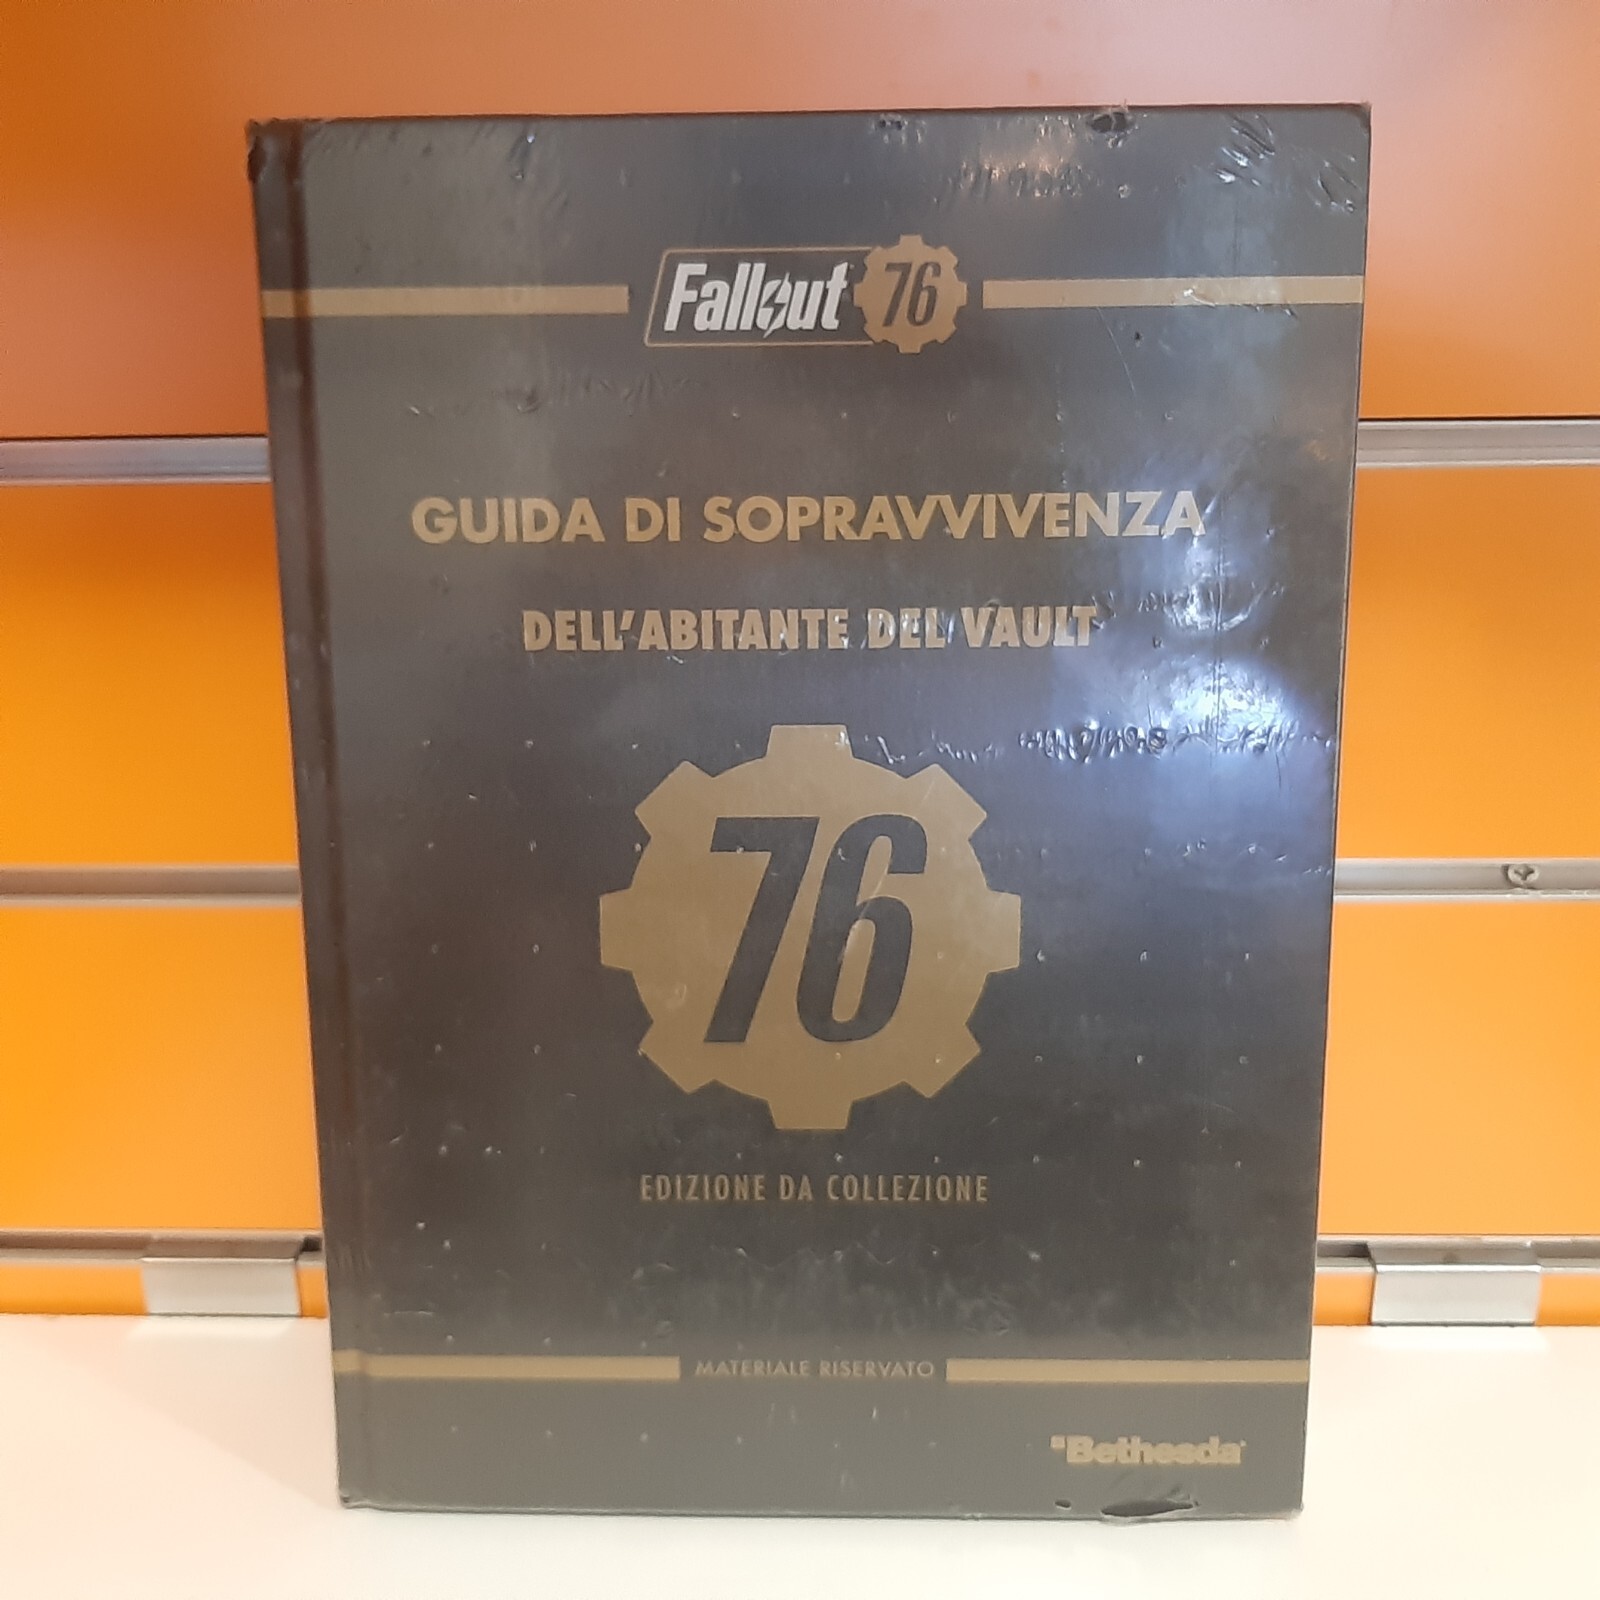 Fallout 76
GUIDA DI SOPRAVVIVENZA
DELL'ABITANTE DEL VAULT
76
EDIZIONE DA COLLEZIONE
MATERIALE RISERVATO
Bethesda